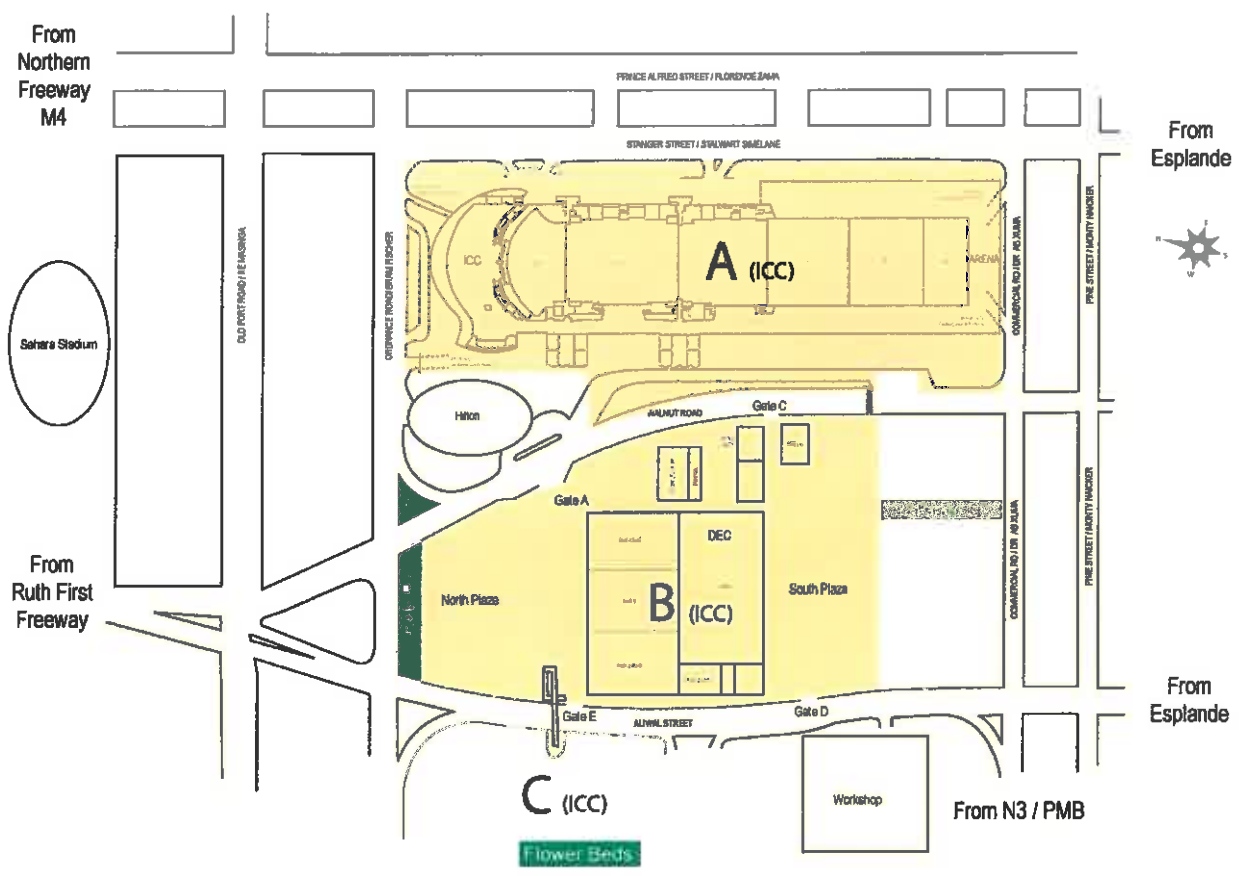 From
Northern
Freeway
M4
PRINCE ALFRED STREET / FLORENCE ZAMA
STANGER STREET / STALWART SIMELANE
From
Esplande
OLD FORT ROAD / KE MASINGA
ORDNANCE ROAD/BRAM FISCHER
ICC
A (ICC)
ARENA
COMMERCIAL RD / DR AB XUMA
PINE STREET / MONTY NAICKER
N
S
W
Sahara Stadium
Hilton
WALNUT ROAD
Gate C
Gate A
DEC
From
Ruth First
Freeway
North Plaza
B (ICC)
South Plaza
COMMERCIAL RD / DR AB XUMA
PINE STREET / MONTY NAICKER
Gate E
ALIWAL STREET
Gate D
From
Esplande
C (ICC)
Workshop
From N3 / PMB
Flower Beds